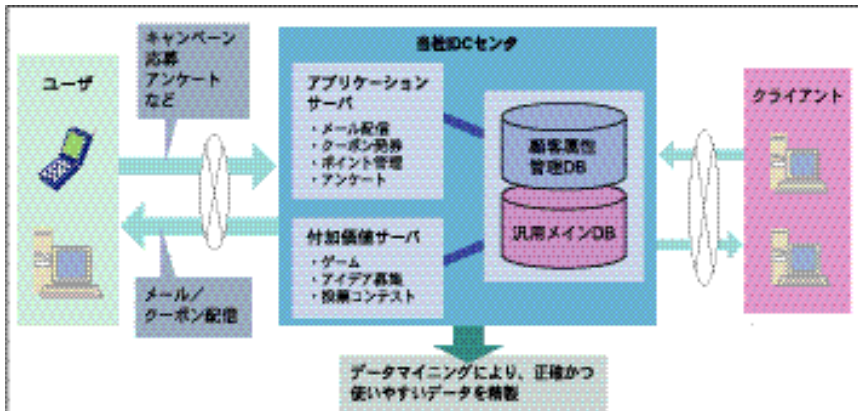 ユーザ
キャンペーン
応募
アンケート
など
メール／
クーポン配信
当社IDCセンタ
アプリケーション
サーバ
・メール配信
・クーポン発券
・ポイント管理
・アンケート
付加価値サーバ
・ゲーム
・アイデア募集
・投票コンテスト
顧客属性
管理DB
汎用メインDB
クライアント
データマイニングにより、正確かつ
使いやすいデータを精製